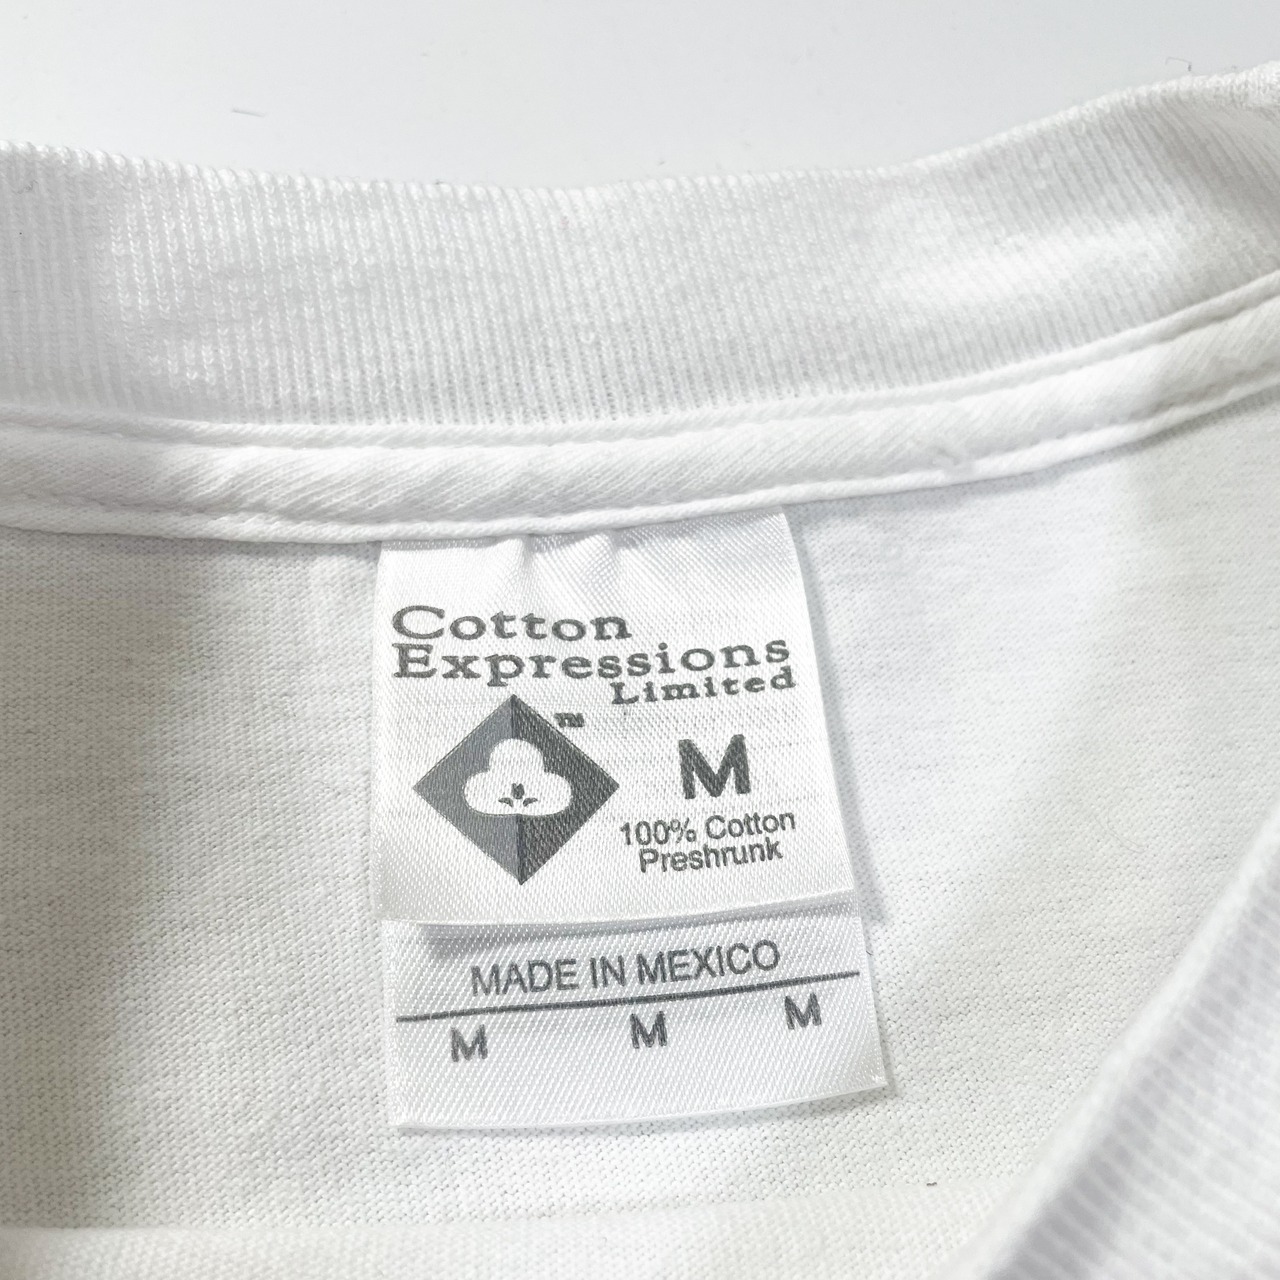 Cotton
Expressions
Limited
TM
M
100% Cotton
Preshrunk
MADE IN MEXICO
M M M